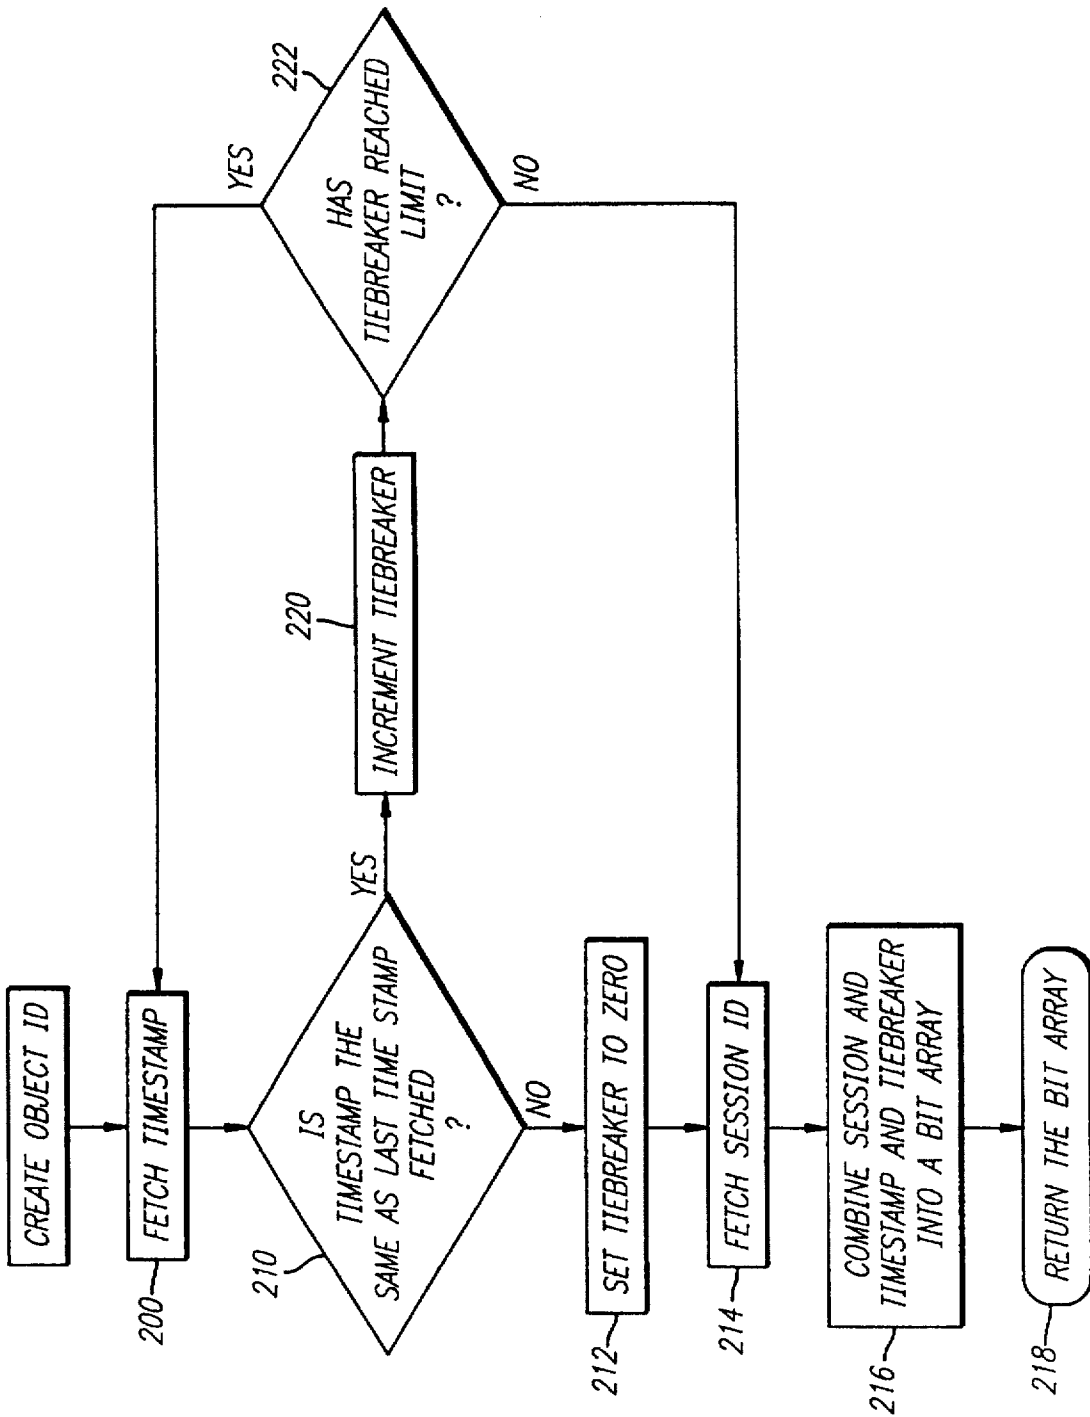 CREATE OBJECT ID
FETCH TIMESTAMP
200
IS
TIMESTAMP THE
SAME AS LAST TIME STAMP
FETCHED
?
210
YES
NO
INCREMENT TIEBREAKER
220
HAS
TIEBREAKER REACHED
LIMIT
?
222
YES
NO
SET TIEBREAKER TO ZERO
212
FETCH SESSION ID
214
COMBINE SESSION AND
TIMESTAMP AND TIEBREAKER
INTO A BIT ARRAY
216
RETURN THE BIT ARRAY
218